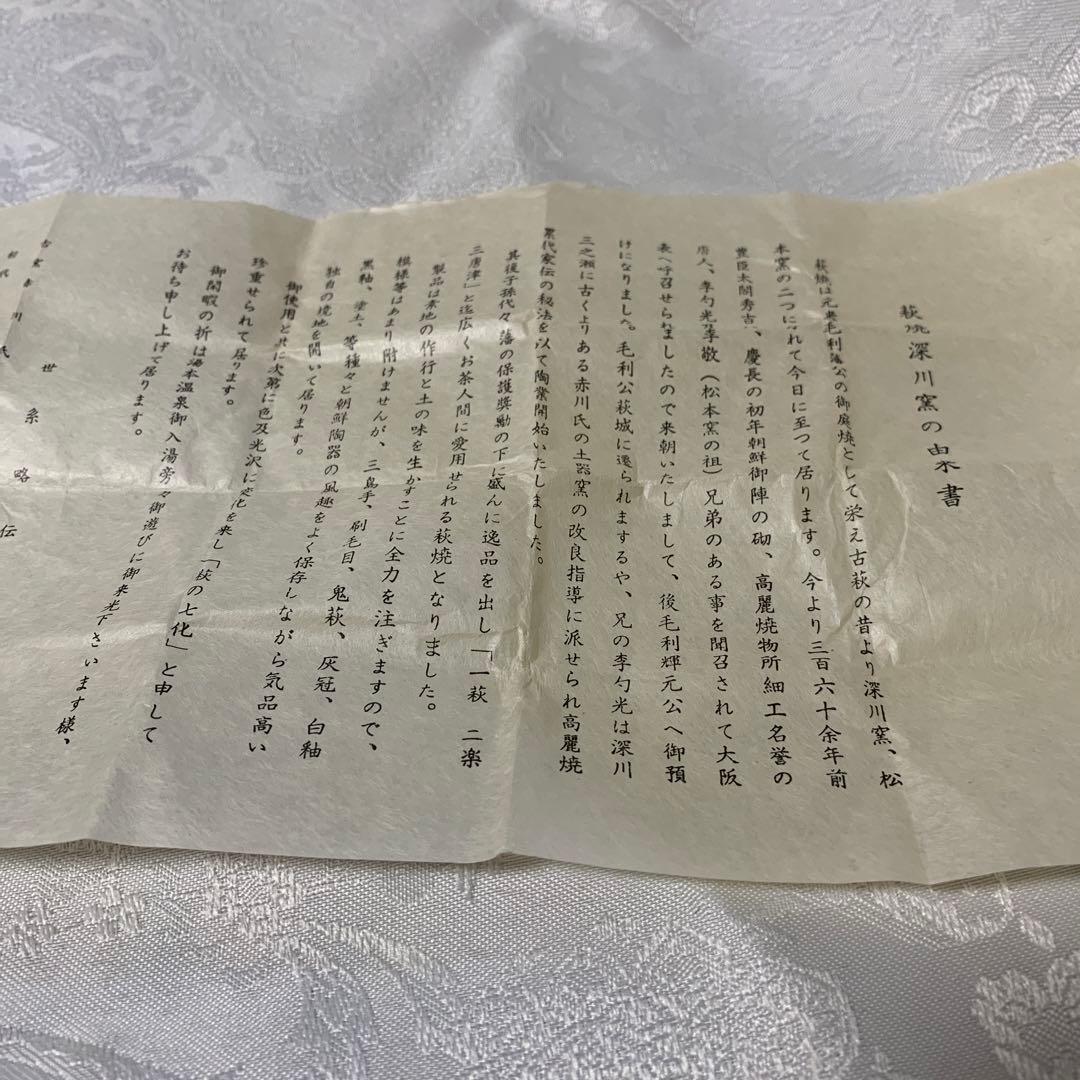 萩焼深川窯の由来書
萩焼は元来毛利藩公の御庭焼として栄え古萩の昔より深川窯、松
本窯の二つにわれて今日に至つて居ります。今より三百六十余年前
豊臣太閤秀吉、慶長の初年朝鮮御陣の砌、高麗焼物所細工名誉の
唐人、李勺光李敬(松本窯の祖)兄弟のある事を聞召されて大阪
表へ呼召せられましたので来朝いたしまして、後毛利輝元公へ御預
けになりました。毛利公萩城に遷られまするや、兄の李勺光は深川
三之瀬に古くよりある赤川氏の土器窯の改良指導に派せられ高麗焼
累代家伝の秘法を以て陶業開始いたしました。
其後子孫代々藩の保護奨励の下に盛んに逸品を出し「一萩 二楽
三唐津」と迄広くお茶人間に愛用せられる萩焼となりました。
製品は素地の作行と土の味を生かすことに全力を注ぎますので、
模様等はあまり附けませんが、三島手、刷毛目、鬼萩、灰冠、白釉
黒釉、塗土、等種々と朝鮮陶器の風趣をよく保存しながら気品高い
独自の境地を開いて居ります。
御使用と共に次第に色及光沢に変化を来し「萩の七化」と申して
珍重せられて居ります。
御閑暇の折は湯本温泉御入湯旁々御遊びに御来光下さいます様、
お待ち申し上げて居ります。
世系略伝